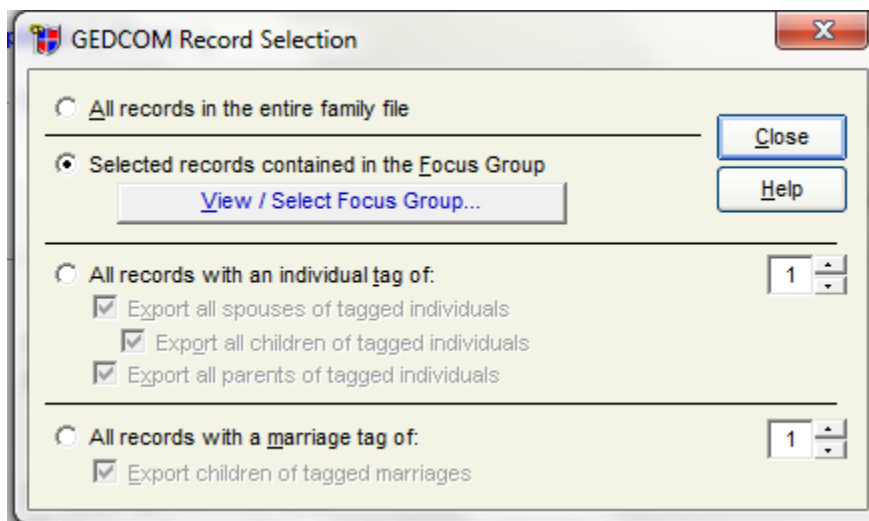 GEDCOM Record Selection
All records in the entire family file
Close
Selected records contained in the Focus Group
Help
View / Select Focus Group...
All records with an individual tag of:
1
Export all spouses of tagged individuals
Export all children of tagged individuals
Export all parents of tagged individuals
All records with a marriage tag of:
1
Export children of tagged marriages